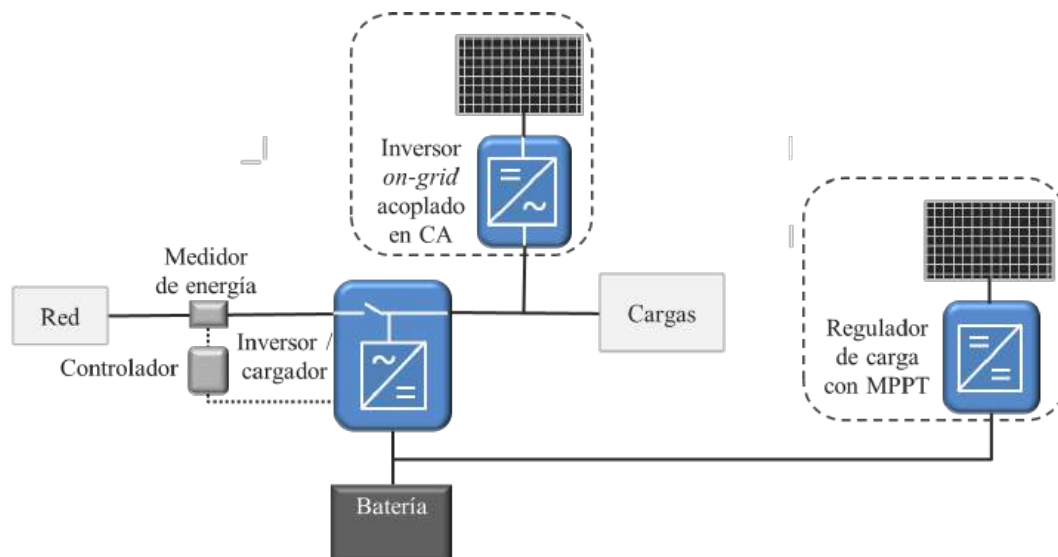 Inversor
on-grid
acoplado
en CA
Medidor
de energía
Red
Cargas
Controlador
Inversor /
cargador
Regulador
de carga
con MPPT
Batería